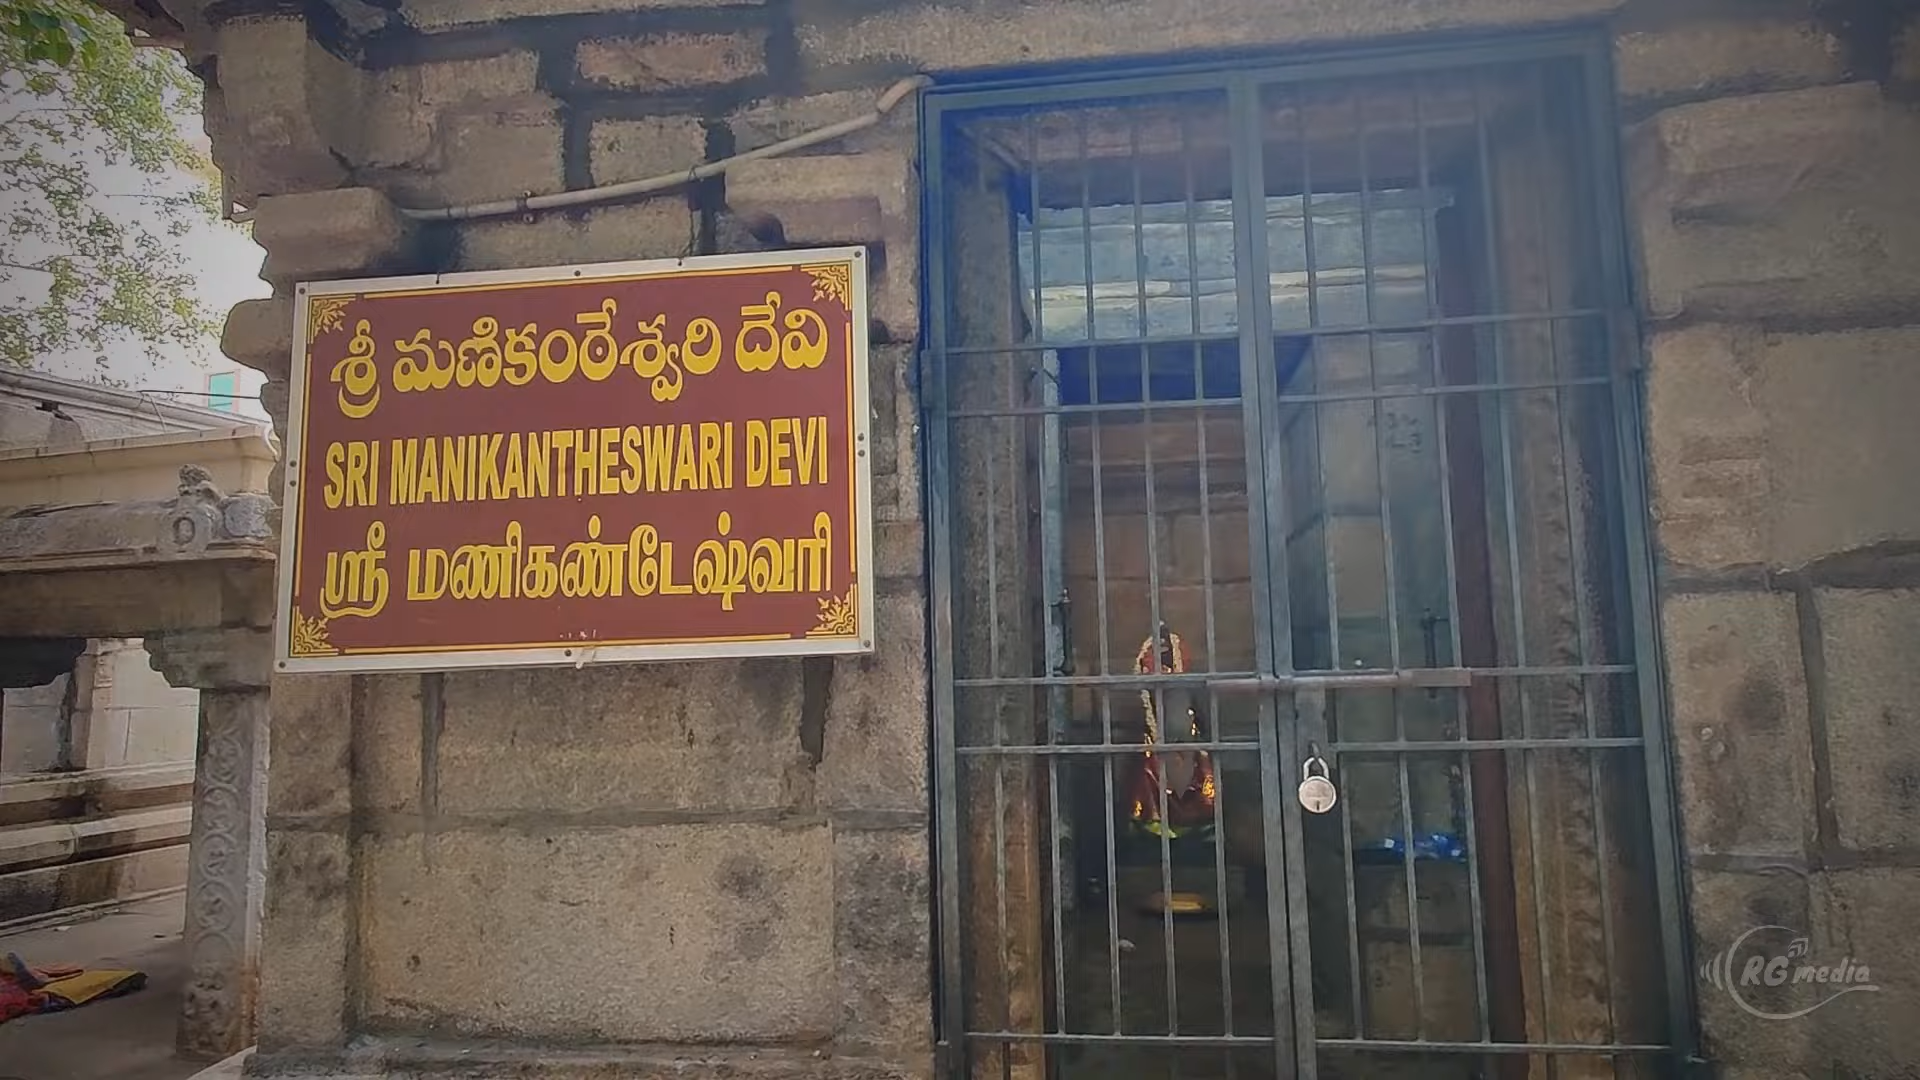 శ్రీ మణికంఠేశ్వరి దేవి
SRI MANIKANTHESWARI DEVI
ஸ்ரீ மணிகண்டேஷ்வரி
RG media